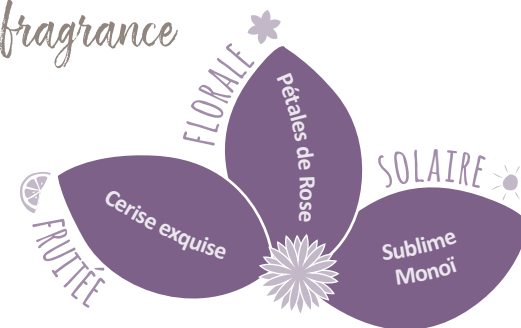 fragrance
FLORALE
Pétales de Rose
SOLAIRE
Sublime
Monoï
FRUITÉE
Cerise exquise